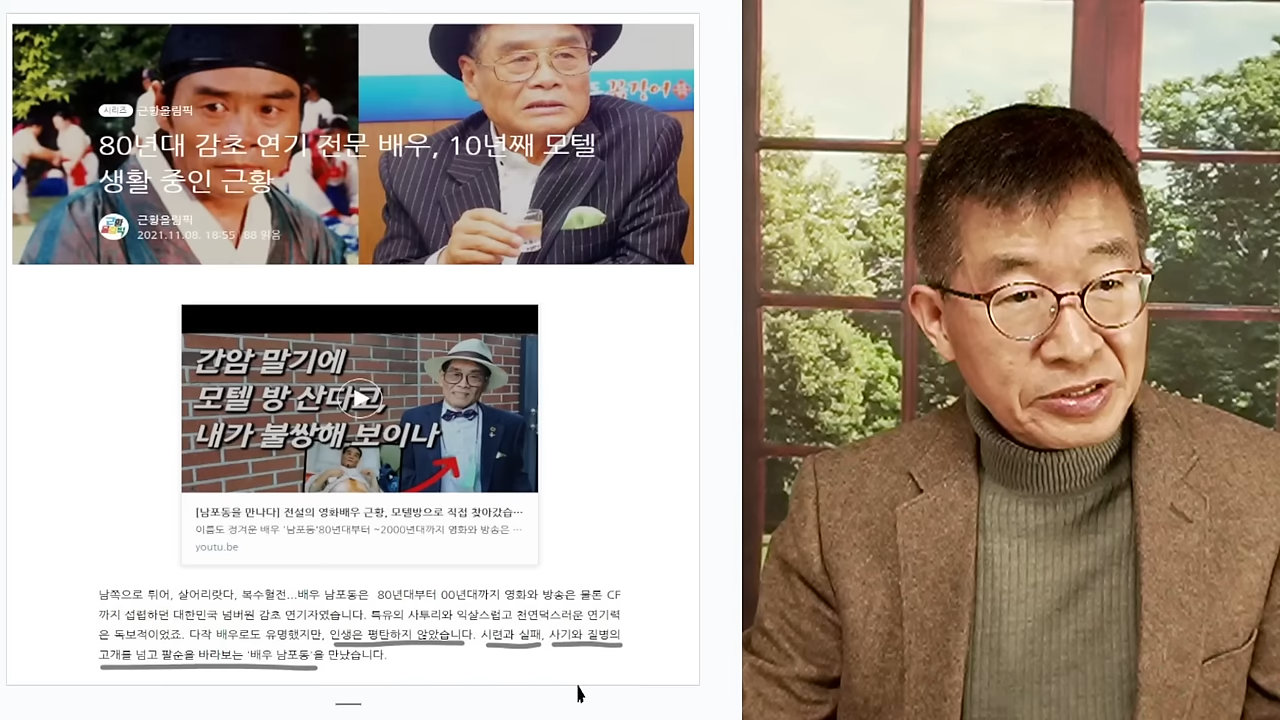 꼼장어
시리즈 근황올림픽
80년대 감초 연기 전문 배우, 10년째 모텔
생활 중인 근황
근황올림픽
근황올림픽
2021.11.08. 18:55 88 읽음
간암 말기에
모텔 방 산다고,
내가 불쌍해 보이나
[남포동을 만나다] 전설의 영화배우 근황, 모텔방으로 직접 찾아갔습…
이름도 정겨운 배우 '남포동'80년대부터 ~2000년대까지 영화와 방송은 …
youtu.be
남쪽으로 튀어, 살어리랏다, 복수혈전...배우 남포동은 80년대부터 00년대까지 영화와 방송은 물론 CF
까지 섭렵하던 대한민국 넘버원 감초 연기자였습니다. 특유의 사투리와 익살스럽고 천연덕스러운 연기력
은 독보적이었죠. 다작 배우로도 유명했지만, 인생은 평탄하지 않았습니다. 시련과 실패, 사기와 질병의
고개를 넘고 팔순을 바라보는 '배우 남포동'을 만났습니다.